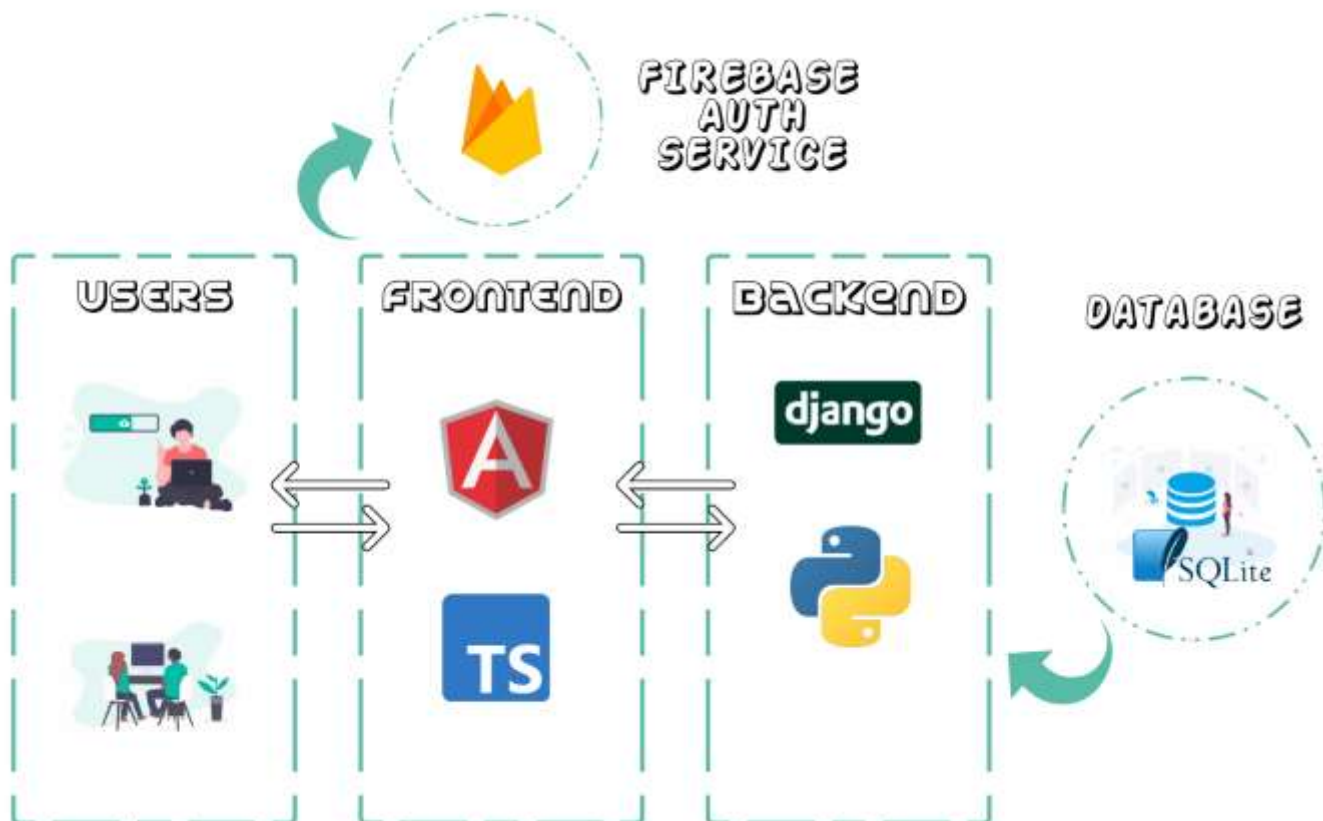 FIREBASE
AUTH
SERVICE
USERS
FRONTEND
BACKEND
DATABASE
django
A
TS
SQLite